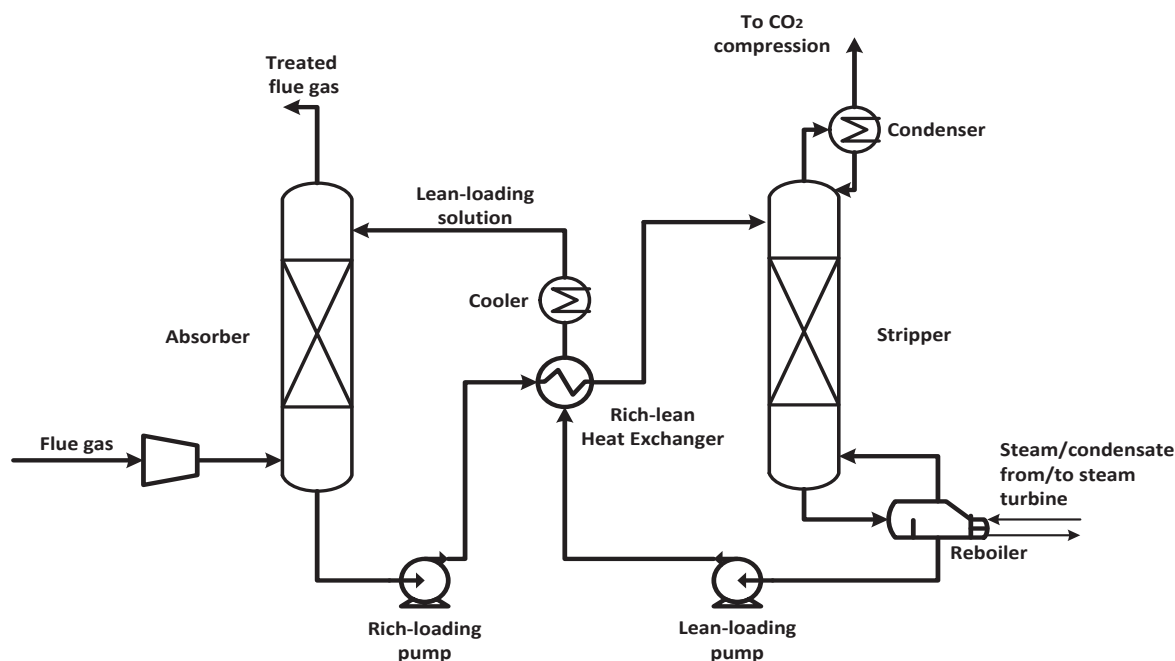 To CO₂
compression
Treated
flue gas
Condenser
Lean-loading
solution
Cooler
Absorber
Stripper
Rich-lean
Heat Exchanger
Flue gas
Steam/condensate
from/to steam
turbine
Reboiler
Rich-loading
pump
Lean-loading
pump